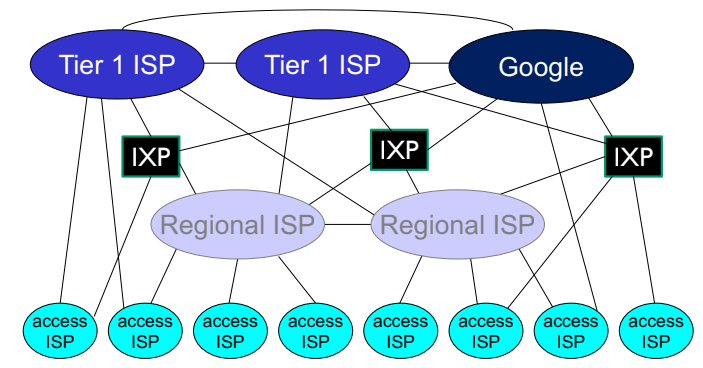 Tier 1 ISP
Tier 1 ISP
Google
IXP
IXP
IXP
Regional ISP
Regional ISP
access
ISP
access
ISP
access
ISP
access
ISP
access
ISP
access
ISP
access
ISP
access
ISP